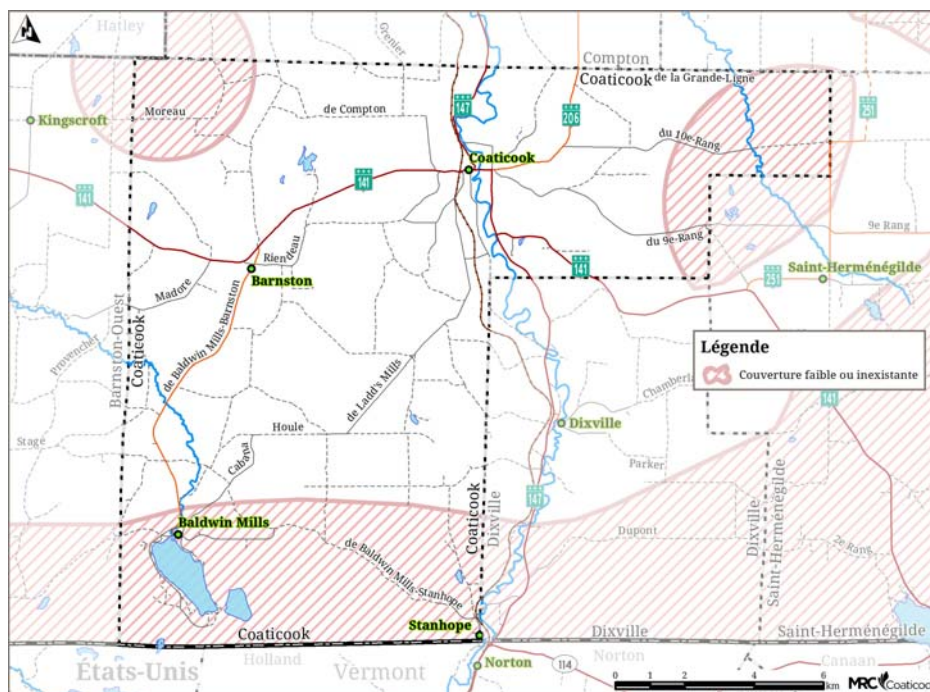 Hatley
Grenier
Compton
Coaticook
de la Grande-Ligne
147
206
251
Moreau
de Compton
Kingscroft
du 10e-Rang
Coaticook
141
141
9e Rang
du 9e-Rang
Riendeau
141
Barnston
251
Saint-Herménégilde
Madore
Barnston-Ouest
Coaticook
de Baldwin Mills-Barnston
Provencher
Légende
Couverture faible ou inexistante
de Ladd's Mills
Chamberla
141
Stage
Houle
Dixville
Cabana
Parker
147
Coaticook
Dixville
Baldwin Mills
Dupont
Dixville
Saint-Herménégilde
2e Rang
de Baldwin Mills-Stanhope
Stanhope
Coaticook
Dixville
Saint-Herménégilde
États-Unis
Holland
Vermont
Norton
114
Norton
Canaan
0 1 2 4 6
km
MRC Coaticook